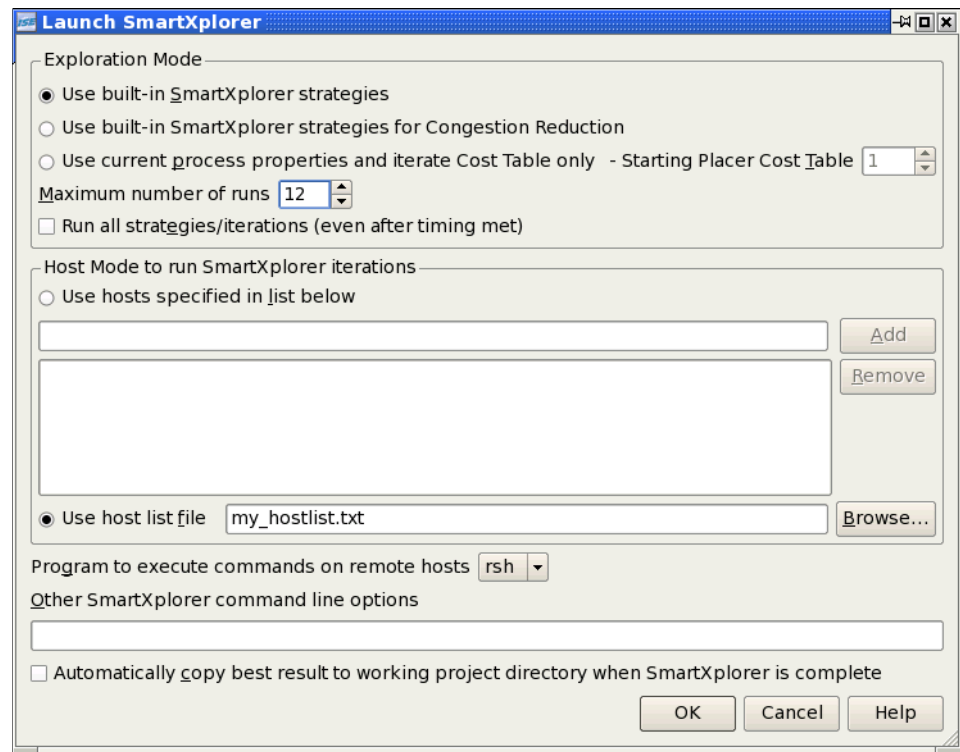 ISE Launch SmartXplorer
Exploration Mode
Use built-in SmartXplorer strategies
Use built-in SmartXplorer strategies for Congestion Reduction
Use current process properties and iterate Cost Table only - Starting Placer Cost Table 1
Maximum number of runs 12
Run all strategies/iterations (even after timing met)
Host Mode to run SmartXplorer iterations
Use hosts specified in list below
Add
Remove
Use host list file my_hostlist.txt Browse...
Program to execute commands on remote hosts rsh
Other SmartXplorer command line options
Automatically copy best result to working project directory when SmartXplorer is complete
OK Cancel Help